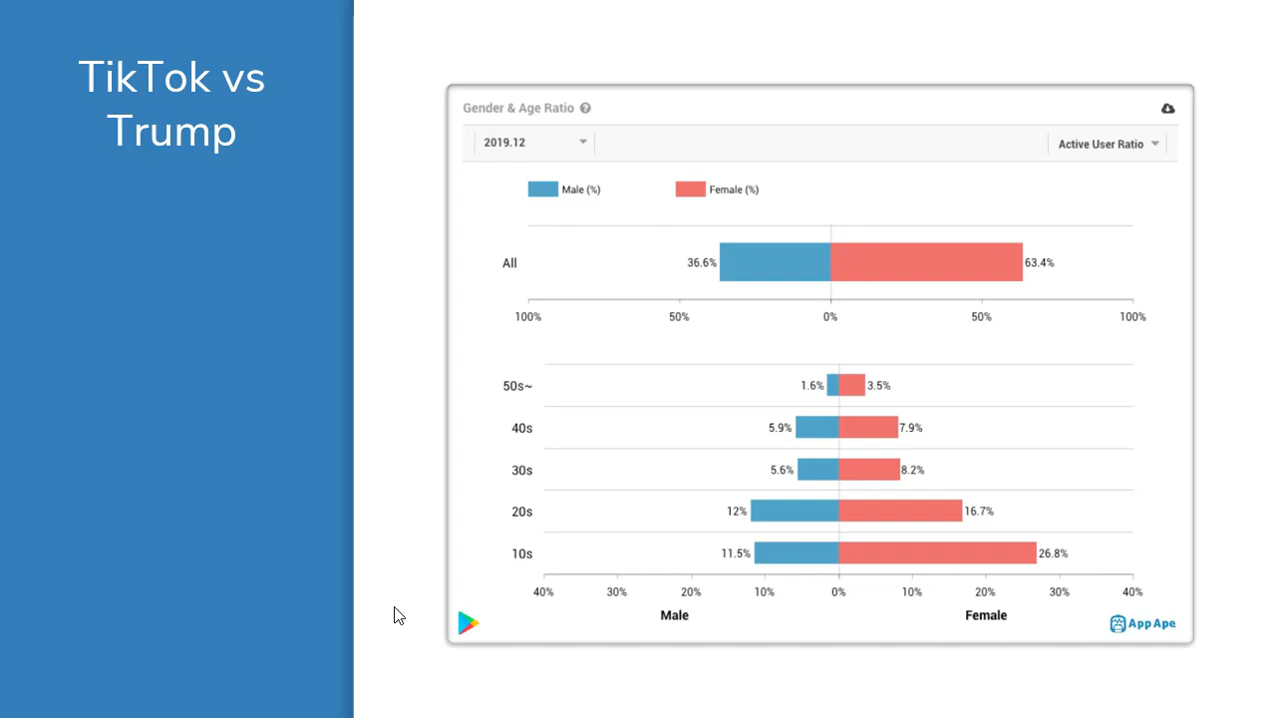 TikTok vs
Trump
Gender & Age Ratio ?
2019.12
Active User Ratio
Male (%) Female (%)
All 36.6% 63.4%
100% 50% 0% 50% 100%
50s~ 1.6% 3.5%
40s 5.9% 7.9%
30s 5.6% 8.2%
20s 12% 16.7%
10s 11.5% 26.8%
40% 30% 20% 10% 0% 10% 20% 30% 40%
Male Female
App Ape